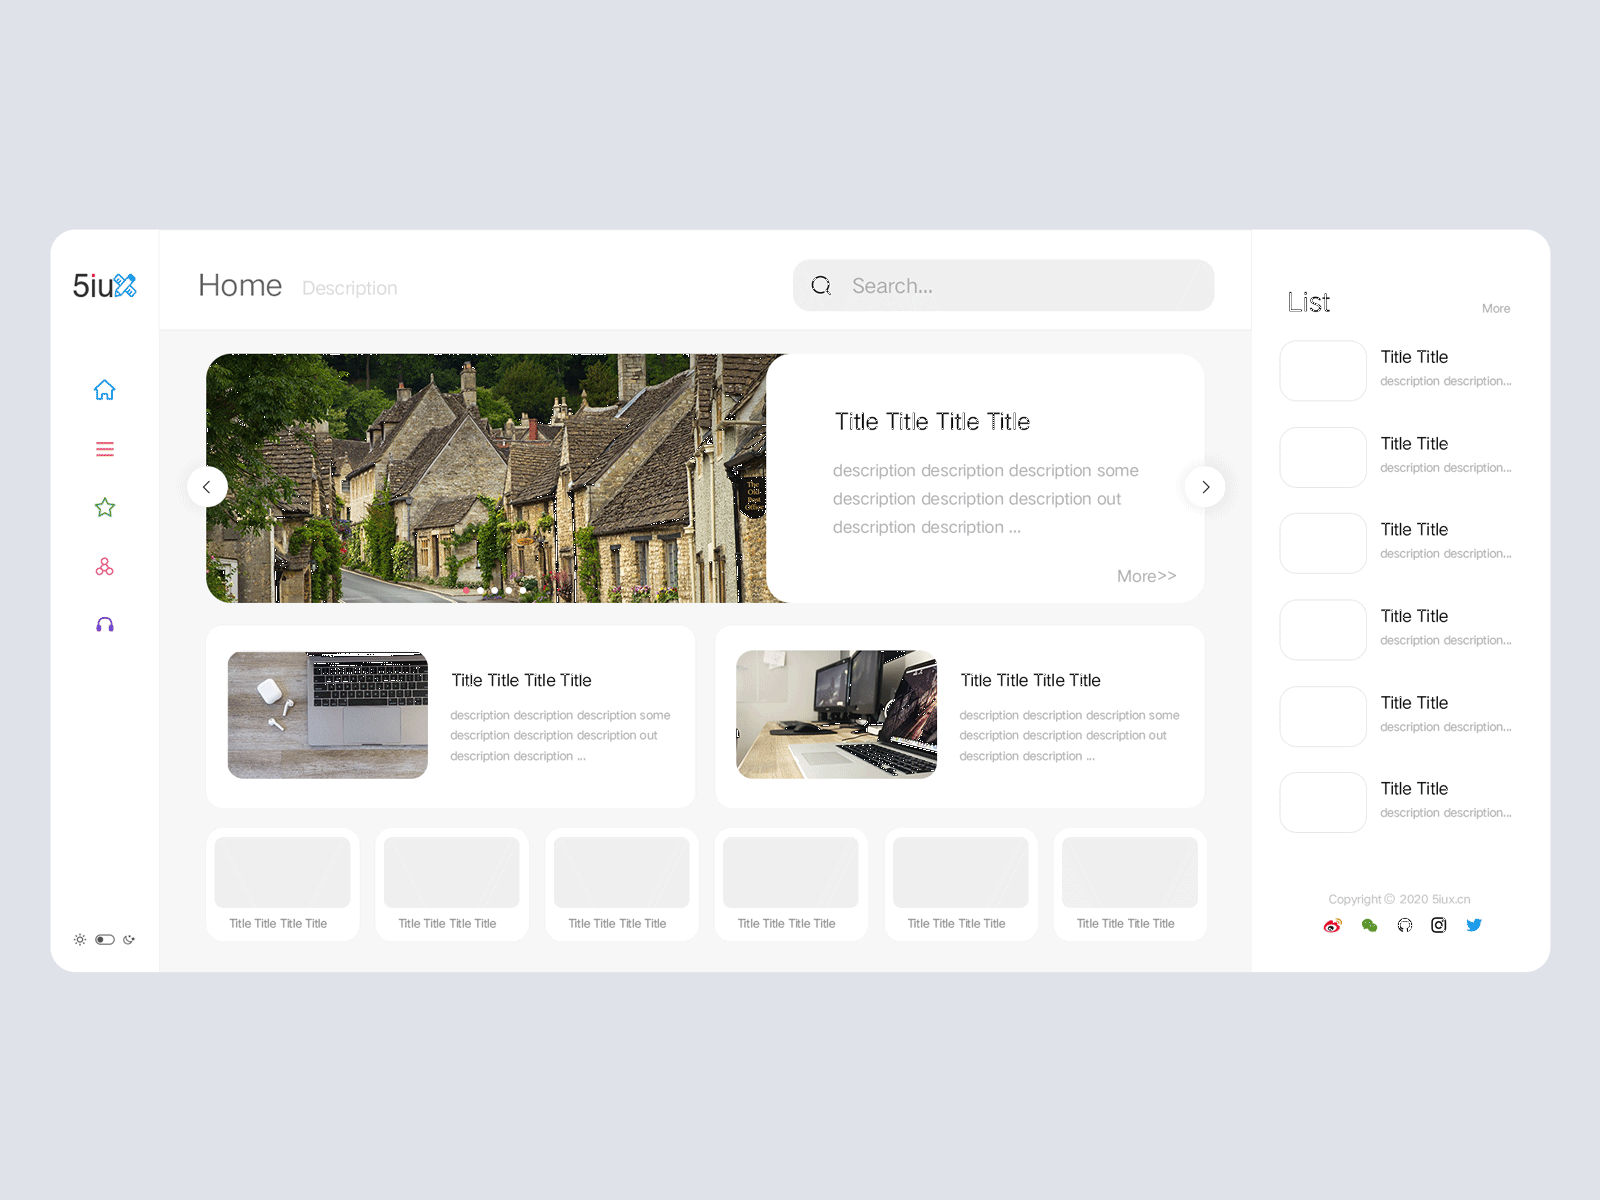 5iu
Home
Description
Search...
The
Old
Post
Office
Title Title Title Title
description description description some
description description description out
description description ...
More>>
Title Title Title Title
description description description some
description description description out
description description ...
Title Title Title Title
description description description some
description description description out
description description ...
Title Title Title Title
Title Title Title Title
Title Title Title Title
Title Title Title Title
Title Title Title Title
Title Title Title Title
List
More
Title Title
description description...
Title Title
description description...
Title Title
description description...
Title Title
description description...
Title Title
description description...
Title Title
description description...
Copyright © 2020 5iux.cn